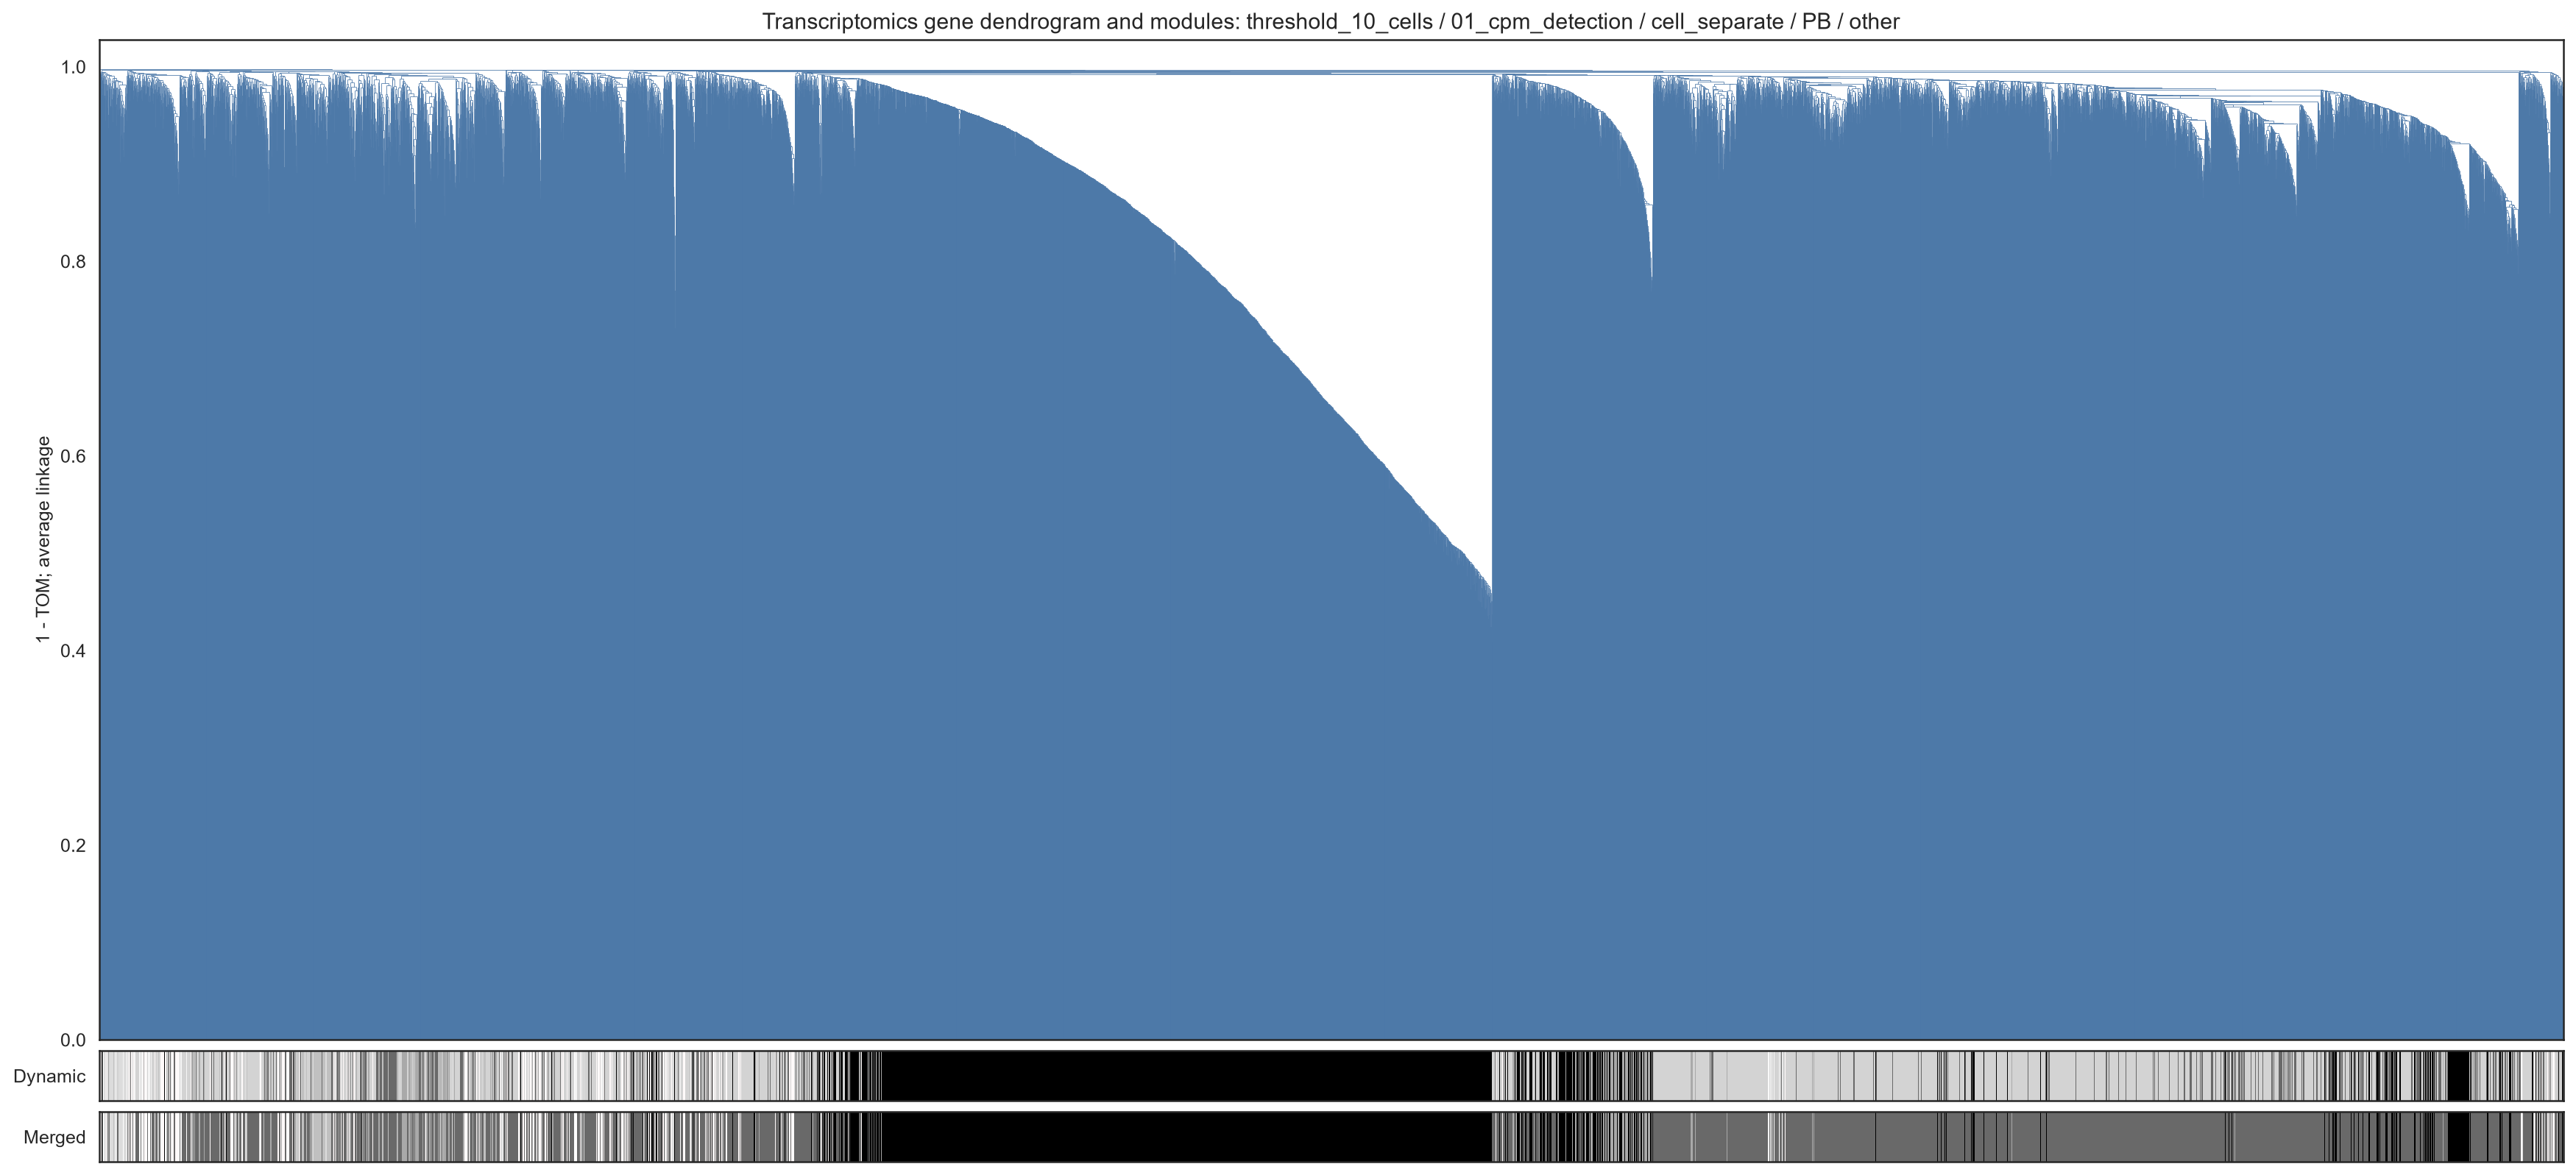 Transcriptomics gene dendrogram and modules: threshold_10_cells / 01_cpm_detection / cell_separate / PB / other
1.0
0.8
0.6
0.4
0.2
0.0
1 - TOM; average linkage
Dynamic
Merged